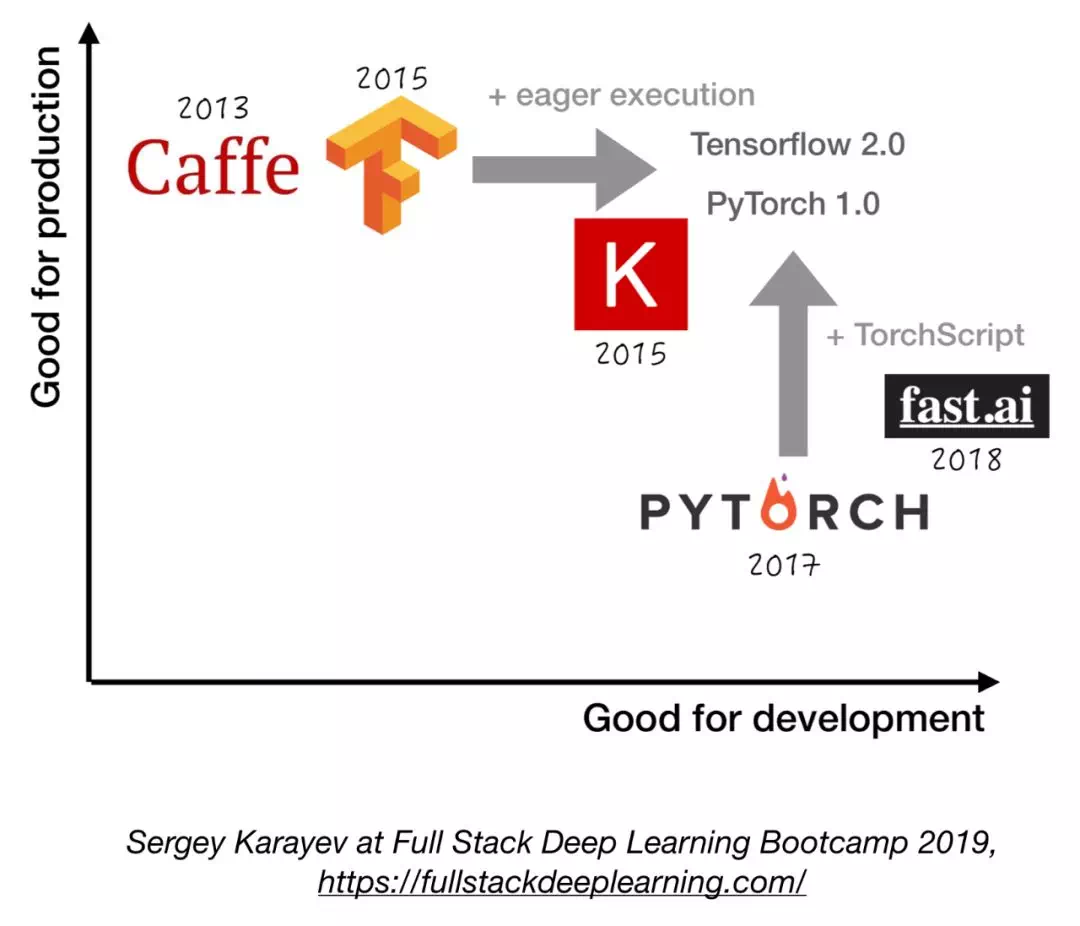 Good for production
2013
Caffe
2015
+ eager execution
Tensorflow 2.0
PyTorch 1.0
K
2015
+ TorchScript
fast.ai
2018
PYTORCH
2017
Good for development
Sergey Karayev at Full Stack Deep Learning Bootcamp 2019,
https://fullstackdeeplearning.com/